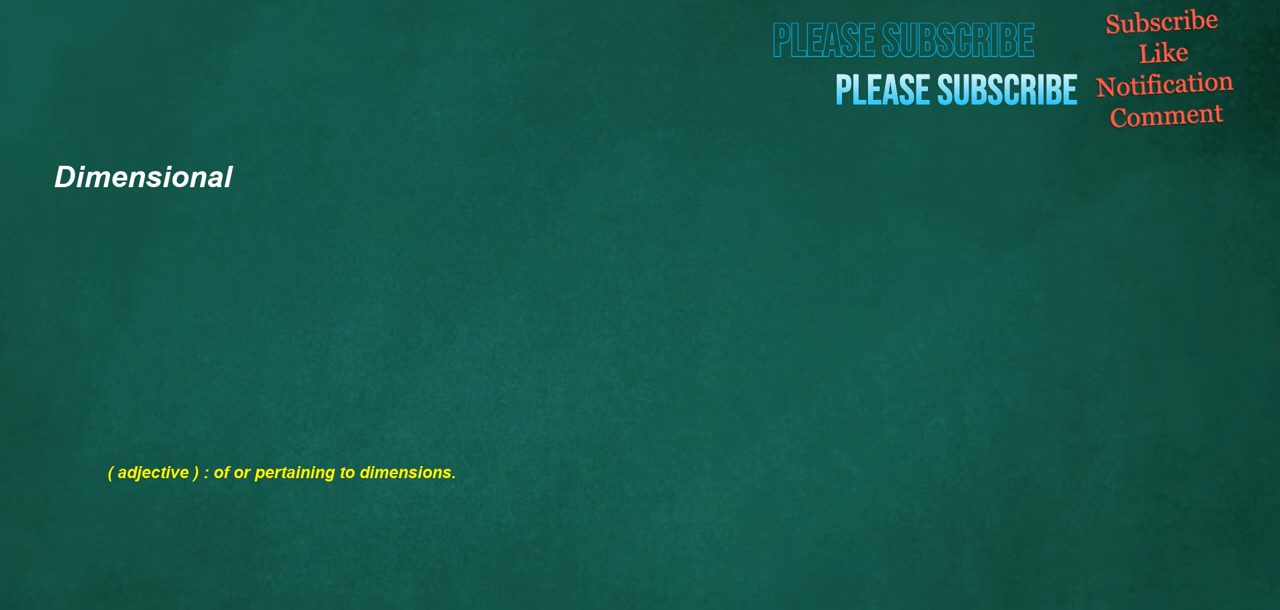 PLEASE SUBSCRIBE
PLEASE SUBSCRIBE
Subscribe
Like
Notification
Comment
Dimensional
( adjective ) : of or pertaining to dimensions.